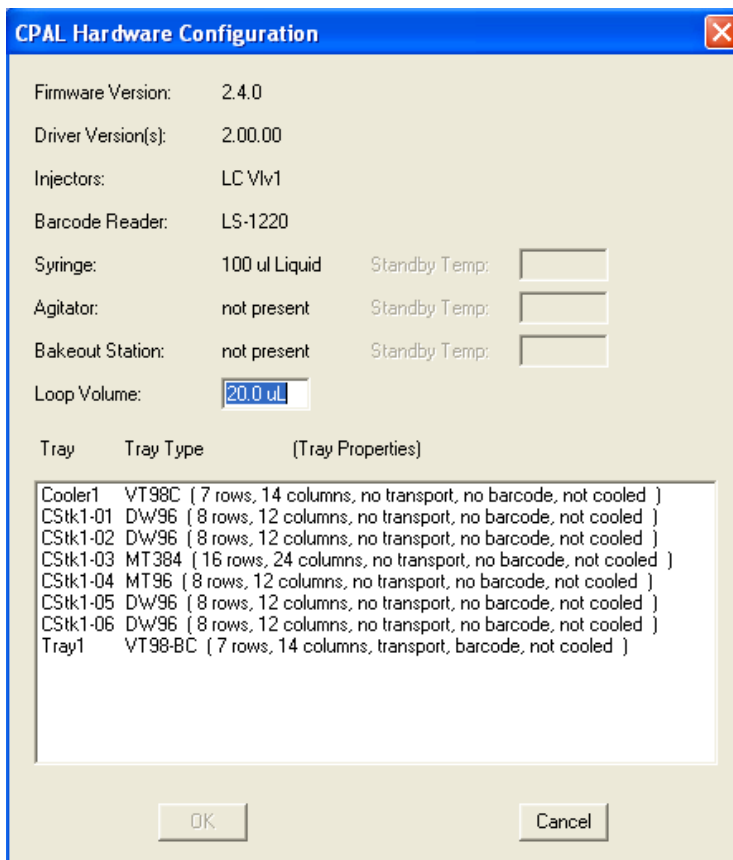 CPAL Hardware Configuration
Firmware Version: 2.4.0
Driver Version(s): 2.00.00
Injectors: LC Vlv1
Barcode Reader: LS-1220
Syringe: 100 ul Liquid Standby Temp:
Agitator: not present Standby Temp:
Bakeout Station: not present Standby Temp:
Loop Volume: 20.0 uL
Tray Tray Type (Tray Properties)
Cooler1 VT98C ( 7 rows, 14 columns, no transport, no barcode, not cooled )
CStk1-01 DW96 ( 8 rows, 12 columns, no transport, no barcode, not cooled )
CStk1-02 DW96 ( 8 rows, 12 columns, no transport, no barcode, not cooled )
CStk1-03 MT384 ( 16 rows, 24 columns, no transport, no barcode, not cooled )
CStk1-04 MT96 ( 8 rows, 12 columns, no transport, no barcode, not cooled )
CStk1-05 DW96 ( 8 rows, 12 columns, no transport, no barcode, not cooled )
CStk1-06 DW96 ( 8 rows, 12 columns, no transport, no barcode, not cooled )
Tray1 VT98-BC ( 7 rows, 14 columns, transport, barcode, not cooled )
OK Cancel